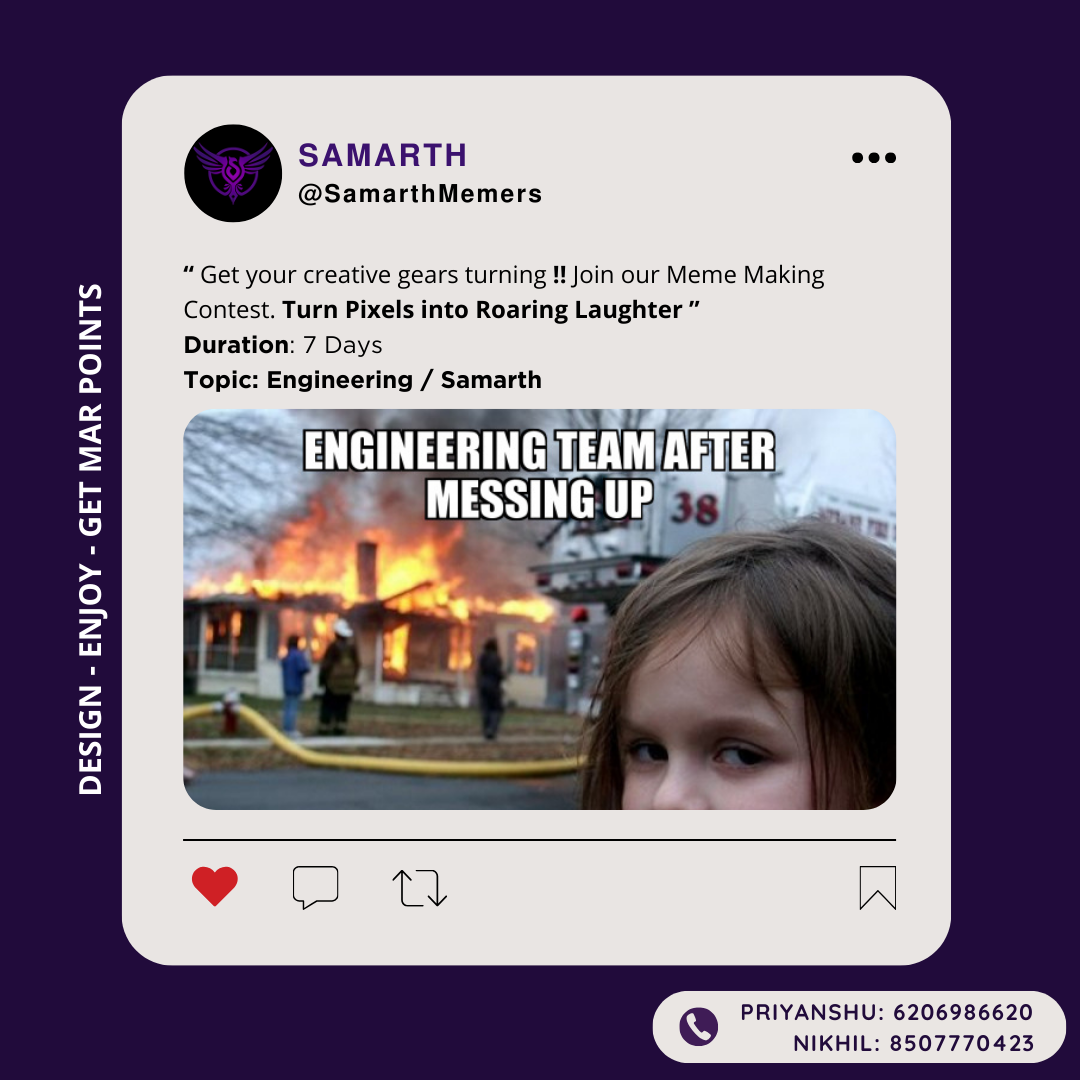 SAMARTH
@SamarthMemers
“ Get your creative gears turning !! Join our Meme Making
Contest. Turn Pixels into Roaring Laughter ”
Duration: 7 Days
Topic: Engineering / Samarth
ENGINEERING TEAM AFTER
MESSING UP
38
DESIGN - ENJOY - GET MAR POINTS
PRIYANSHU: 6206986620
NIKHIL: 8507770423